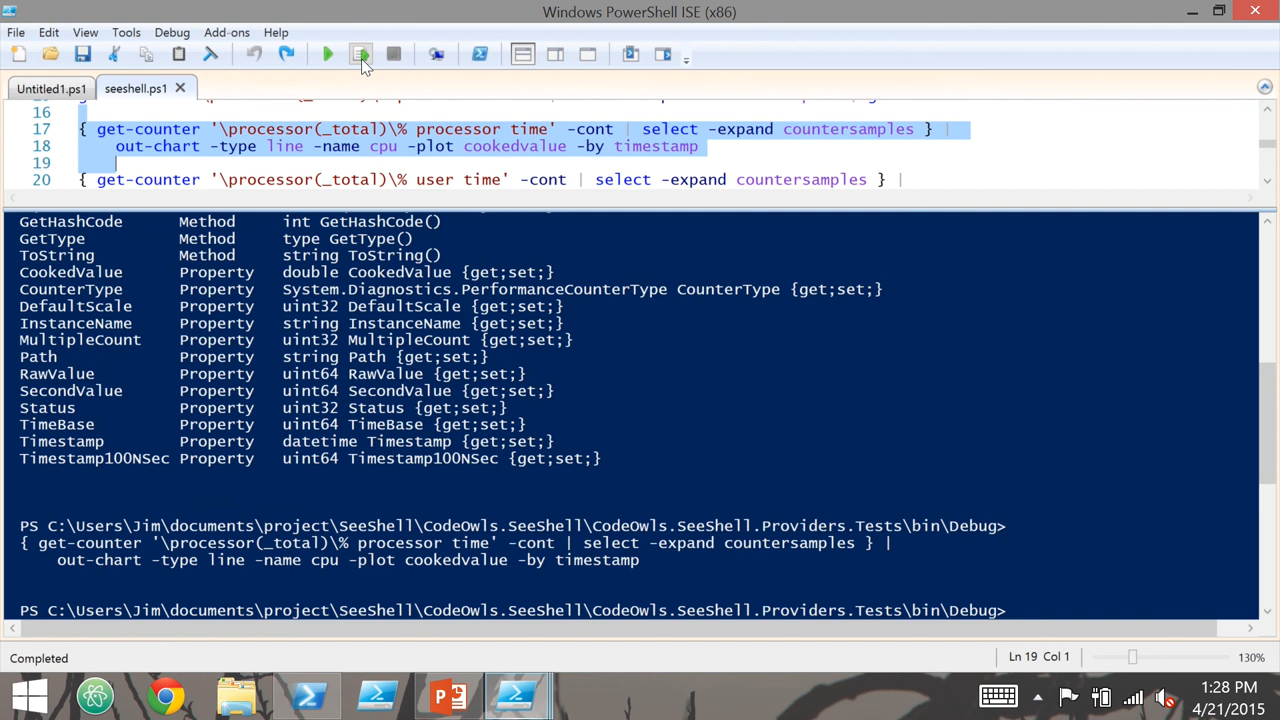 Windows PowerShell ISE (x86)
File Edit View Tools Debug Add-ons Help
Untitled1.ps1 seeshell.ps1
16
17 { get-counter '\processor(_total)\% processor time' -cont | select -expand countersamples } |
18 out-chart -type line -name cpu -plot cookedvalue -by timestamp
19
20 { get-counter '\processor(_total)\% user time' -cont | select -expand countersamples } |
GetHashCode Method int GetHashCode()
GetType Method type GetType()
ToString Method string ToString()
CookedValue Property double CookedValue {get;set;}
CounterType Property System.Diagnostics.PerformanceCounterType CounterType {get;set;}
DefaultScale Property uint32 DefaultScale {get;set;}
InstanceName Property string InstanceName {get;set;}
MultipleCount Property uint32 MultipleCount {get;set;}
Path Property string Path {get;set;}
RawValue Property uint64 RawValue {get;set;}
SecondValue Property uint64 SecondValue {get;set;}
Status Property uint32 Status {get;set;}
TimeBase Property uint64 TimeBase {get;set;}
Timestamp Property datetime Timestamp {get;set;}
Timestamp100NSec Property uint64 Timestamp100NSec {get;set;}
PS C:\Users\Jim\documents\project\SeeShell\CodeOwls.SeeShell\CodeOwls.SeeShell.Providers.Tests\bin\Debug>
{ get-counter '\processor(_total)\% processor time' -cont | select -expand countersamples } |
out-chart -type line -name cpu -plot cookedvalue -by timestamp
PS C:\Users\Jim\documents\project\SeeShell\CodeOwls.SeeShell\CodeOwls.SeeShell.Providers.Tests\bin\Debug>
Completed Ln 19 Col 1 130%
1:28 PM
4/21/2015